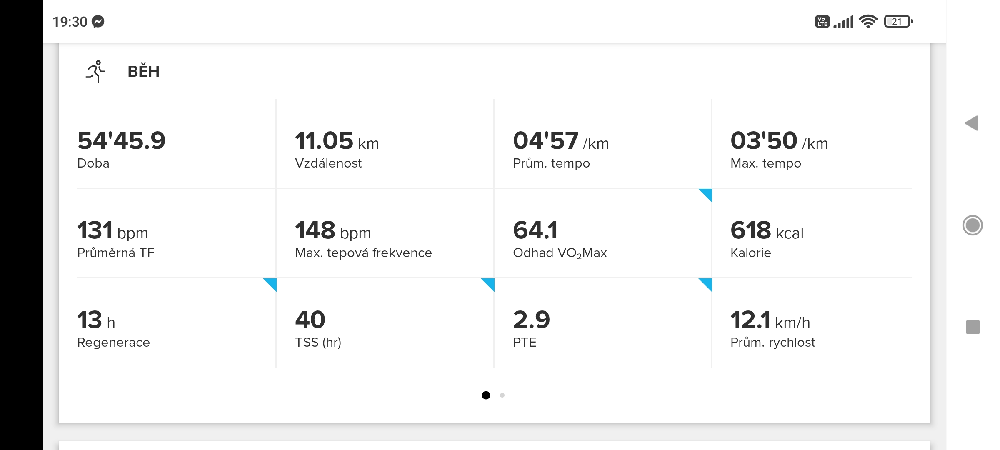 19:30
Vo LTE
21
BĚH
54'45.9
Doba
11.05 km
Vzdálenost
04'57 /km
Prům. tempo
03'50 /km
Max. tempo
131 bpm
Průměrná TF
148 bpm
Max. tepová frekvence
64.1
Odhad VO₂Max
618 kcal
Kalorie
13 h
Regenerace
40
TSS (hr)
2.9
PTE
12.1 km/h
Prům. rychlost